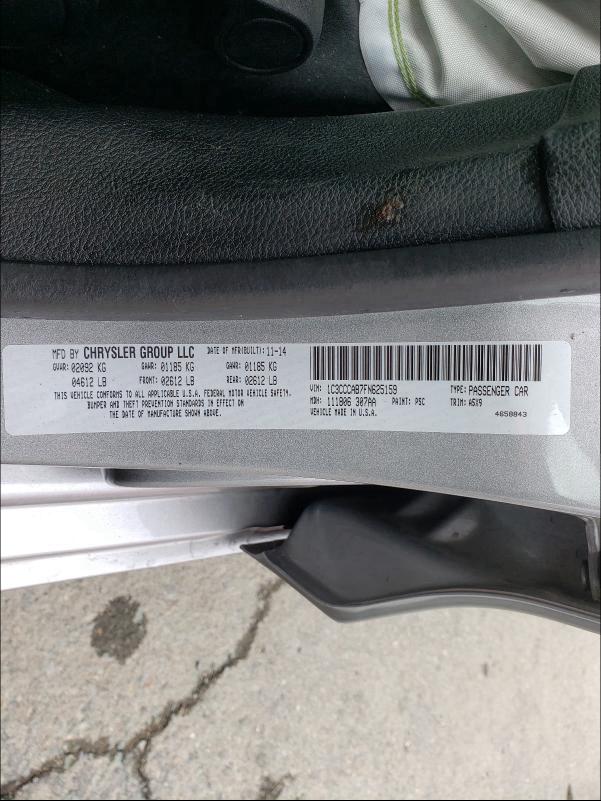 MFD BY CHRYSLER GROUP LLC DATE OF MFR(BUILT): 11-14
GVWR: 02092 KG GAWR: 01185 KG GAWR: 01185 KG
04612 LB FRONT: 02612 LB REAR: 02612 LB
THIS VEHICLE CONFORMS TO ALL APPLICABLE U.S.A. FEDERAL MOTOR VEHICLE SAFETY,
BUMPER AND THEFT PREVENTION STANDARDS IN EFFECT ON
THE DATE OF MANUFACTURE SHOWN ABOVE.
VIN: 1C3CCCAB7FN625159 TYPE: PASSENGER CAR
MDH: 111806 307AA PAINT: PSC TRIM: A5X9
VEHICLE MADE IN U.S.A. 4658843